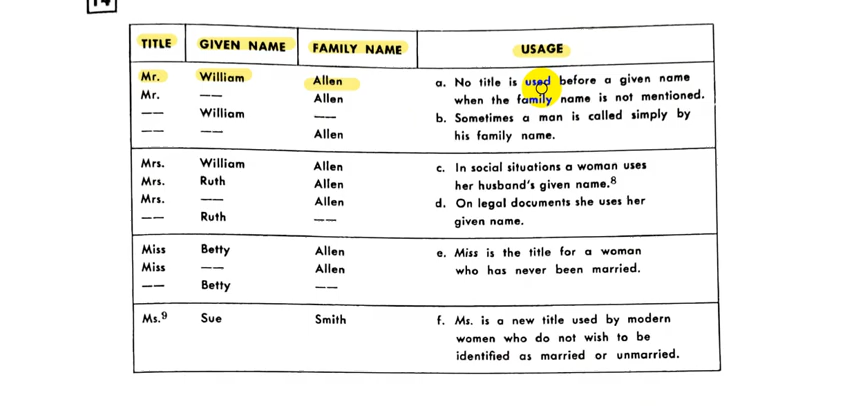 14
TITLE GIVEN NAME FAMILY NAME USAGE
Mr. William Allen a. No title is used before a given name
Mr. —— Allen when the family name is not mentioned.
—— William —— b. Sometimes a man is called simply by
—— —— Allen his family name.
Mrs. William Allen c. In social situations a woman uses
Mrs. Ruth Allen her husband's given name.8
Mrs. —— Allen d. On legal documents she uses her
—— Ruth —— given name.
Miss Betty Allen e. Miss is the title for a woman
Miss —— Allen who has never been married.
—— Betty ——
Ms.9 Sue Smith f. Ms. is a new title used by modern
women who do not wish to be
identified as married or unmarried.